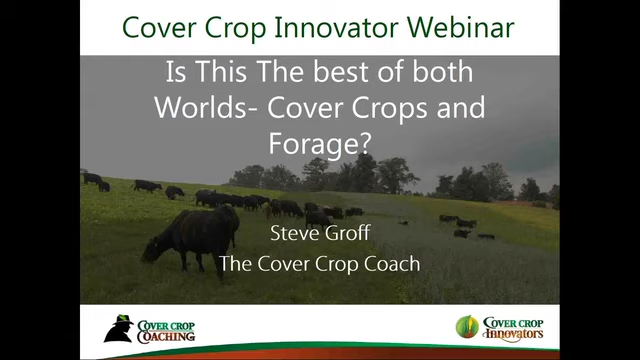 Cover Crop Innovator Webinar
Is This The best of both
Worlds- Cover Crops and
Forage?
Steve Groff
The Cover Crop Coach
COVER CROP
COACHING
COVER CROP
INNOVATORS